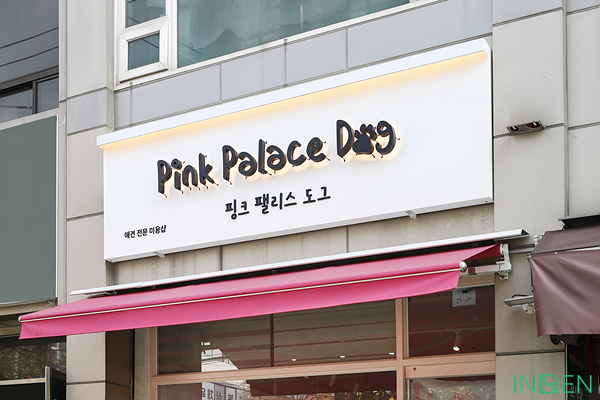 Pink Palace Dog
핑크 팰리스 도그
애견 전문 미용샵
INGEN